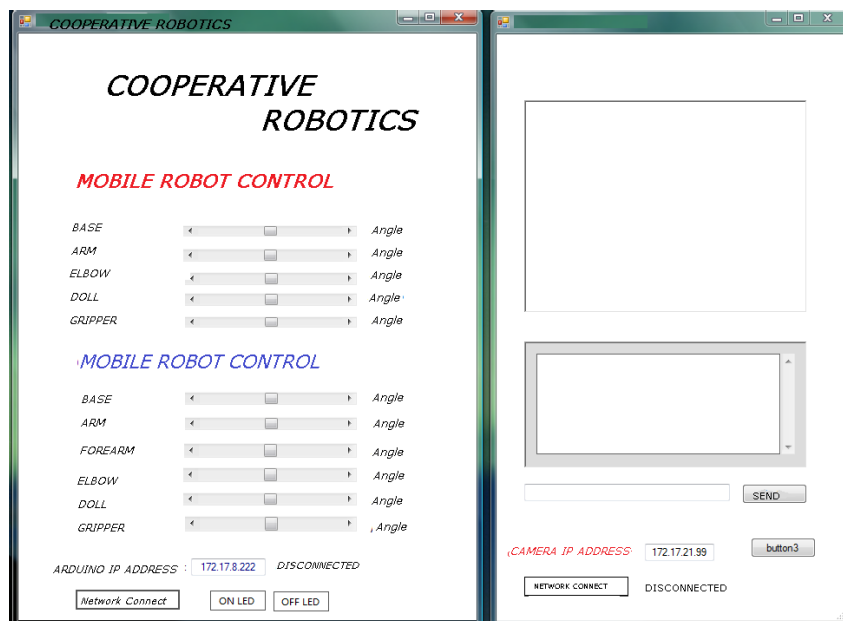 COOPERATIVE ROBOTICS
COOPERATIVE
ROBOTICS
MOBILE ROBOT CONTROL
BASE Angle
ARM Angle
ELBOW Angle
DOLL Angle
GRIPPER Angle
MOBILE ROBOT CONTROL
BASE Angle
ARM Angle
FOREARM Angle
ELBOW Angle
DOLL Angle
GRIPPER Angle
ARDUINO IP ADDRESS : 172.17.8.222 DISCONNECTED
Network Connect ON LED OFF LED
SEND
CAMERA IP ADDRESS 172.17.21.99 button3
NETWORK CONNECT DISCONNECTED